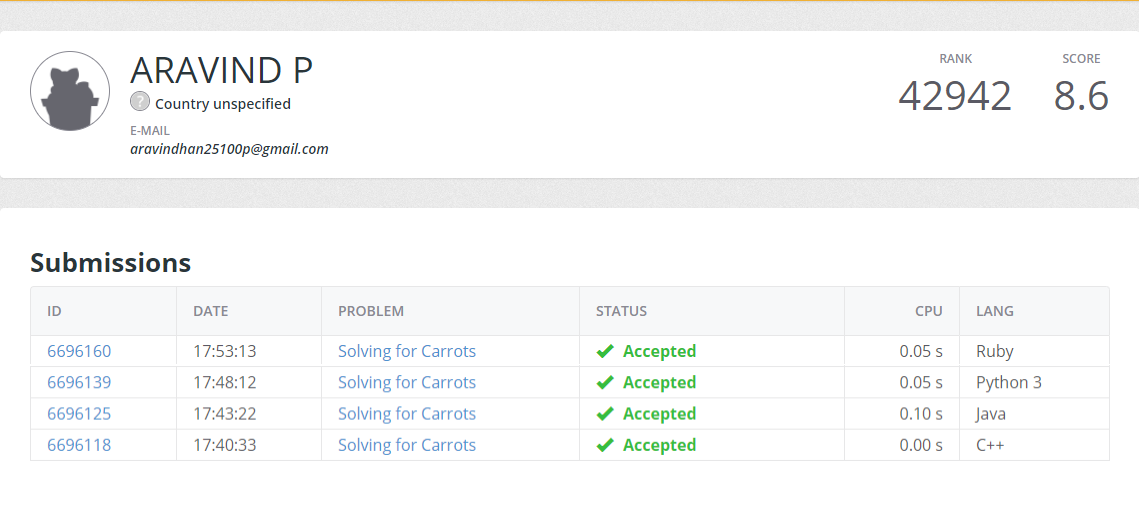 ARAVIND P
? Country unspecified
E-MAIL
aravindhan25100p@gmail.com
RANK SCORE
42942 8.6
Submissions
ID DATE PROBLEM STATUS CPU LANG
6696160 17:53:13 Solving for Carrots Accepted 0.05 s Ruby
6696139 17:48:12 Solving for Carrots Accepted 0.05 s Python 3
6696125 17:43:22 Solving for Carrots Accepted 0.10 s Java
6696118 17:40:33 Solving for Carrots Accepted 0.00 s C++